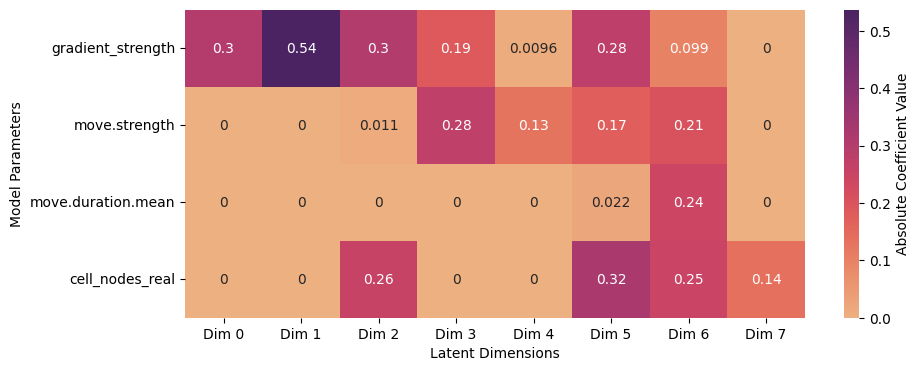 gradient_strength 0.3 0.54 0.3 0.19 0.0096 0.28 0.099 0
move.strength 0 0 0.011 0.28 0.13 0.17 0.21 0
move.duration.mean 0 0 0 0 0 0.022 0.24 0
cell_nodes_real 0 0 0.26 0 0 0.32 0.25 0.14
Dim 0 Dim 1 Dim 2 Dim 3 Dim 4 Dim 5 Dim 6 Dim 7
Latent Dimensions
Model Parameters
0.5
0.4
0.3
0.2
0.1
0.0
Absolute Coefficient Value